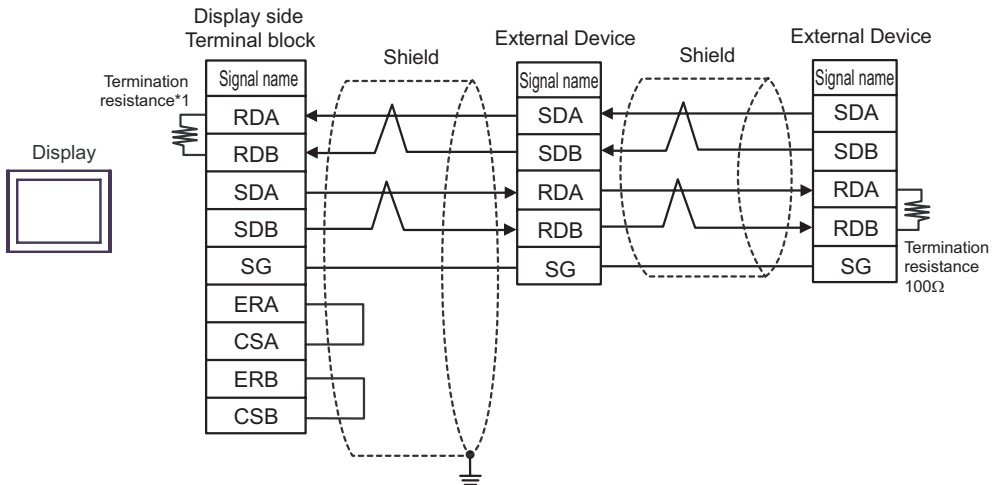 Display side
Terminal block
Shield
External Device
Shield
External Device
Termination
resistance*1
Display
Signal name
RDA
RDB
SDA
SDB
SG
ERA
CSA
ERB
CSB
Signal name
SDA
SDB
RDA
RDB
SG
Signal name
SDA
SDB
RDA
RDB
SG
Termination
resistance
100Ω